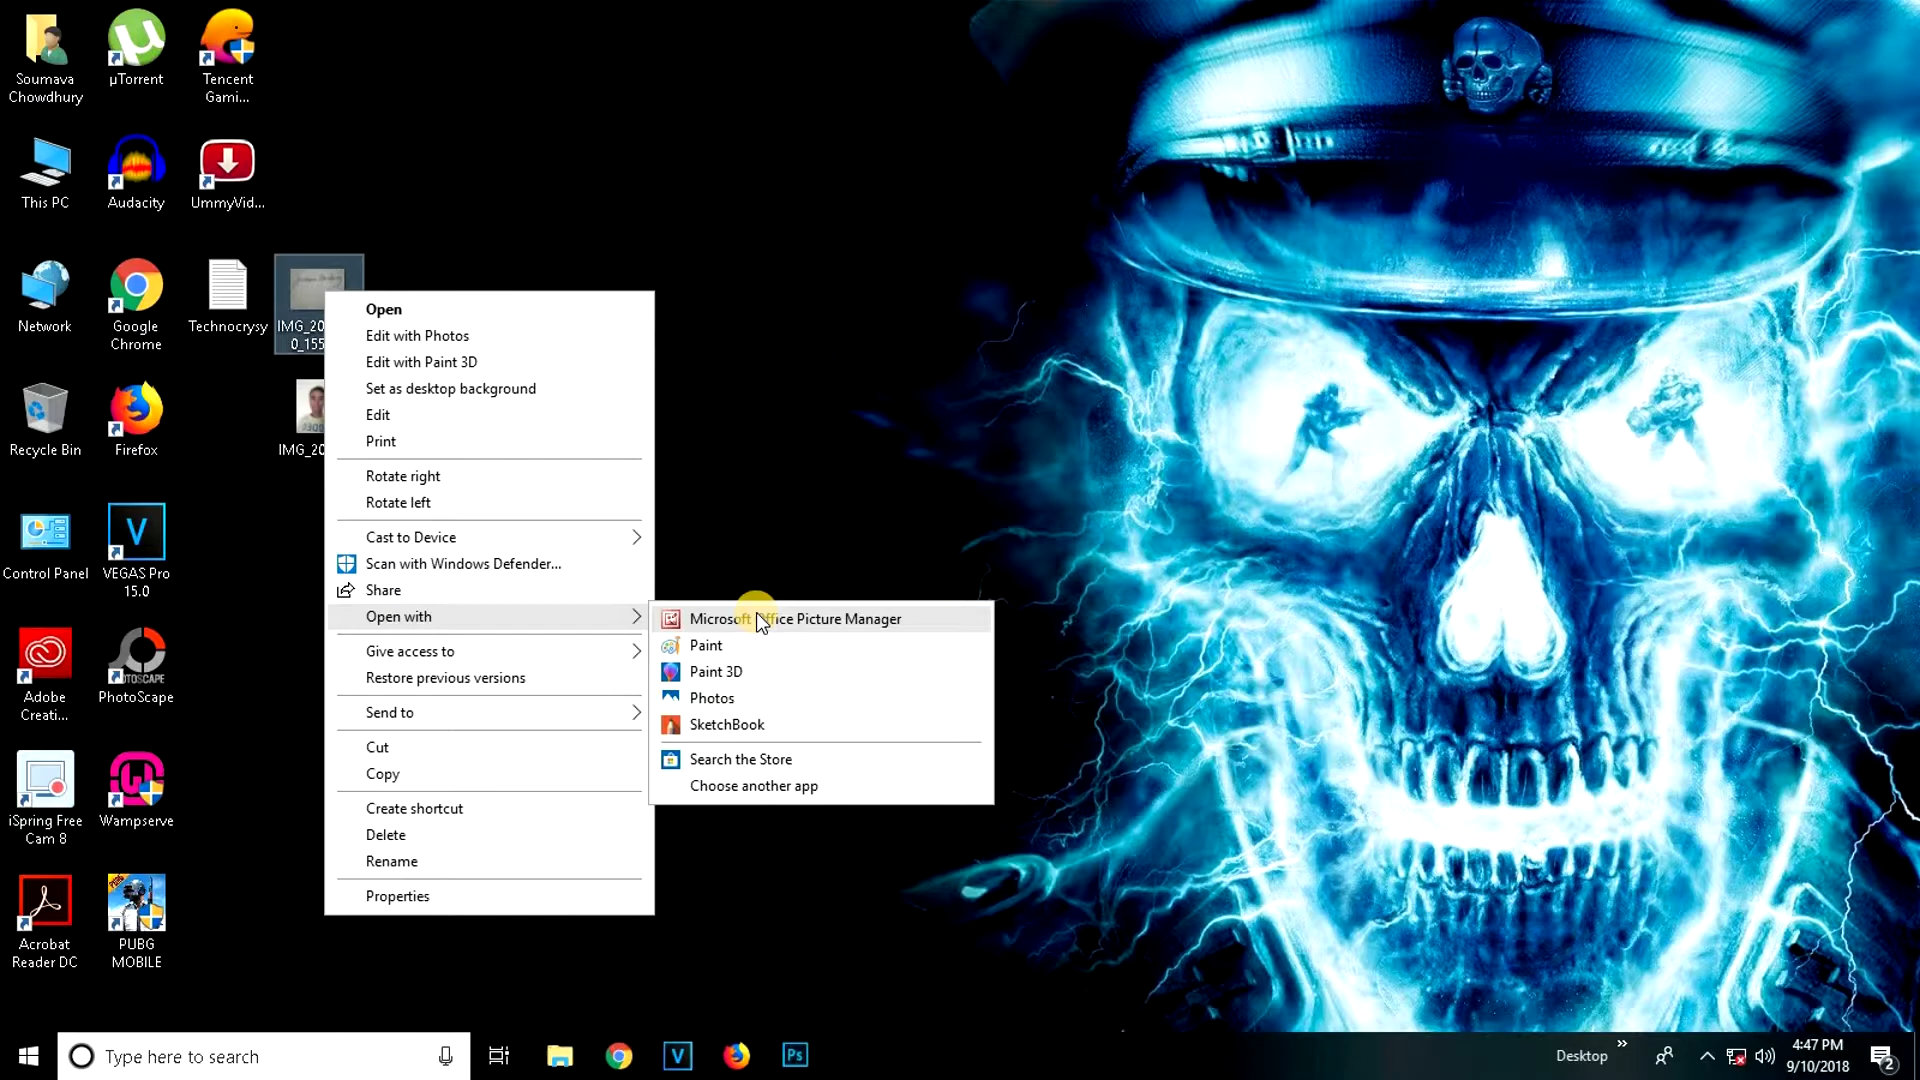 Soumava
Chowdhury
µTorrent
Tencent
Gami...
This PC
Audacity
UmmyVid...
Network
Google
Chrome
Technocrysy
IMG_20
0_155
Recycle Bin
Firefox
IMG_20
Control Panel
VEGAS Pro
15.0
Adobe
Creati...
PhotoScape
iSpring Free
Cam 8
Wampserve
Acrobat
Reader DC
PUBG
MOBILE
Open
Edit with Photos
Edit with Paint 3D
Set as desktop background
Edit
Print
Rotate right
Rotate left
Cast to Device
Scan with Windows Defender...
Share
Open with
Give access to
Restore previous versions
Send to
Cut
Copy
Create shortcut
Delete
Rename
Properties
Microsoft Office Picture Manager
Paint
Paint 3D
Photos
SketchBook
Search the Store
Choose another app
Type here to search
V
Ps
Desktop
4:47 PM
9/10/2018
2